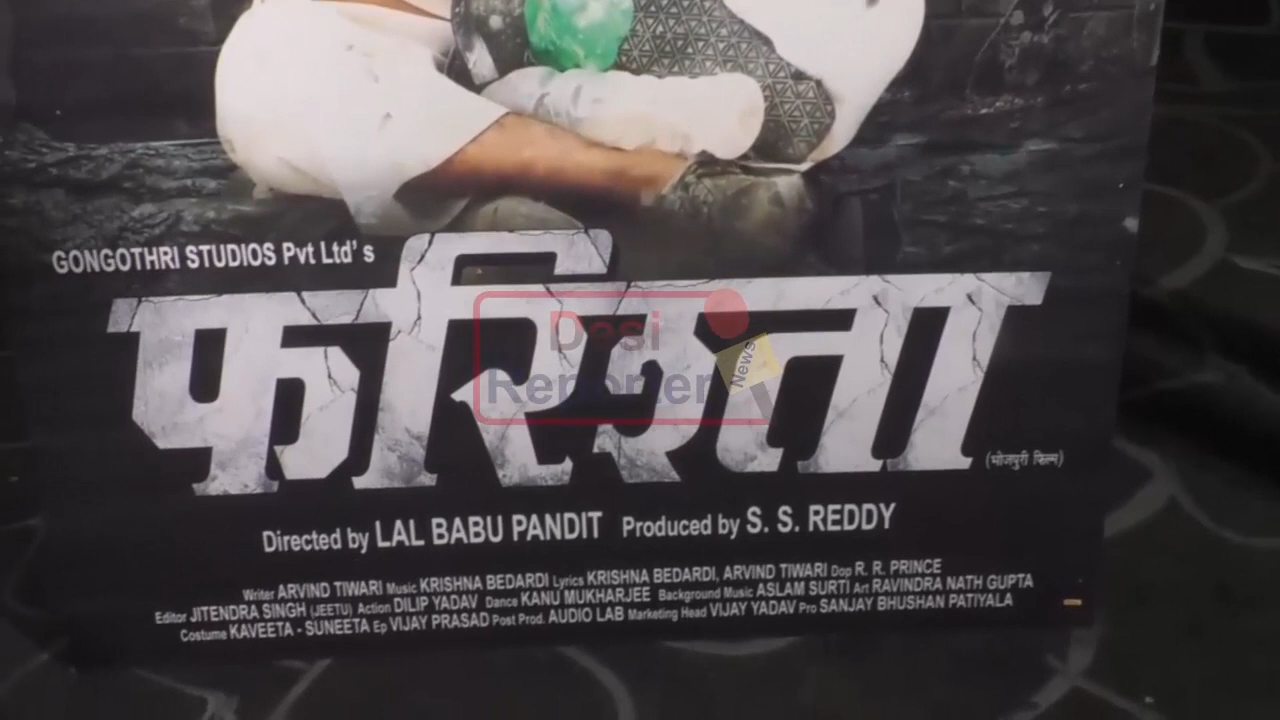 GONGOTHRI STUDIOS Pvt Ltd's
फरिश्ता
Desi
Reporter
News
(भोजपुरी फिल्म)
Directed by LAL BABU PANDIT Produced by S. S. REDDY
Writer ARVIND TIWARI Music KRISHNA BEDARDI Lyrics KRISHNA BEDARDI, ARVIND TIWARI Dop R. R. PRINCE
Editor JITENDRA SINGH (JEETU) Action DILIP YADAV Dance KANU MUKHARJEE Background Music ASLAM SURTI Art RAVINDRA NATH GUPTA
Costume KAVEETA - SUNEETA Ep VIJAY PRASAD Post Prod. AUDIO LAB Marketing Head VIJAY YADAV Pro SANJAY BHUSHAN PATIYALA